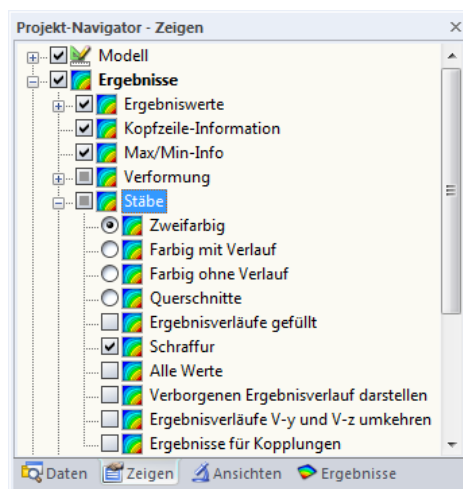 Projekt-Navigator - Zeigen
Modell
Ergebnisse
Ergebniswerte
Kopfzeile-Information
Max/Min-Info
Verformung
Stäbe
Zweifarbig
Farbig mit Verlauf
Farbig ohne Verlauf
Querschnitte
Ergebnisverläufe gefüllt
Schraffur
Alle Werte
Verborgenen Ergebnisverlauf darstellen
Ergebnisverläufe V-y und V-z umkehren
Ergebnisse für Kopplungen
Daten Zeigen Ansichten Ergebnisse